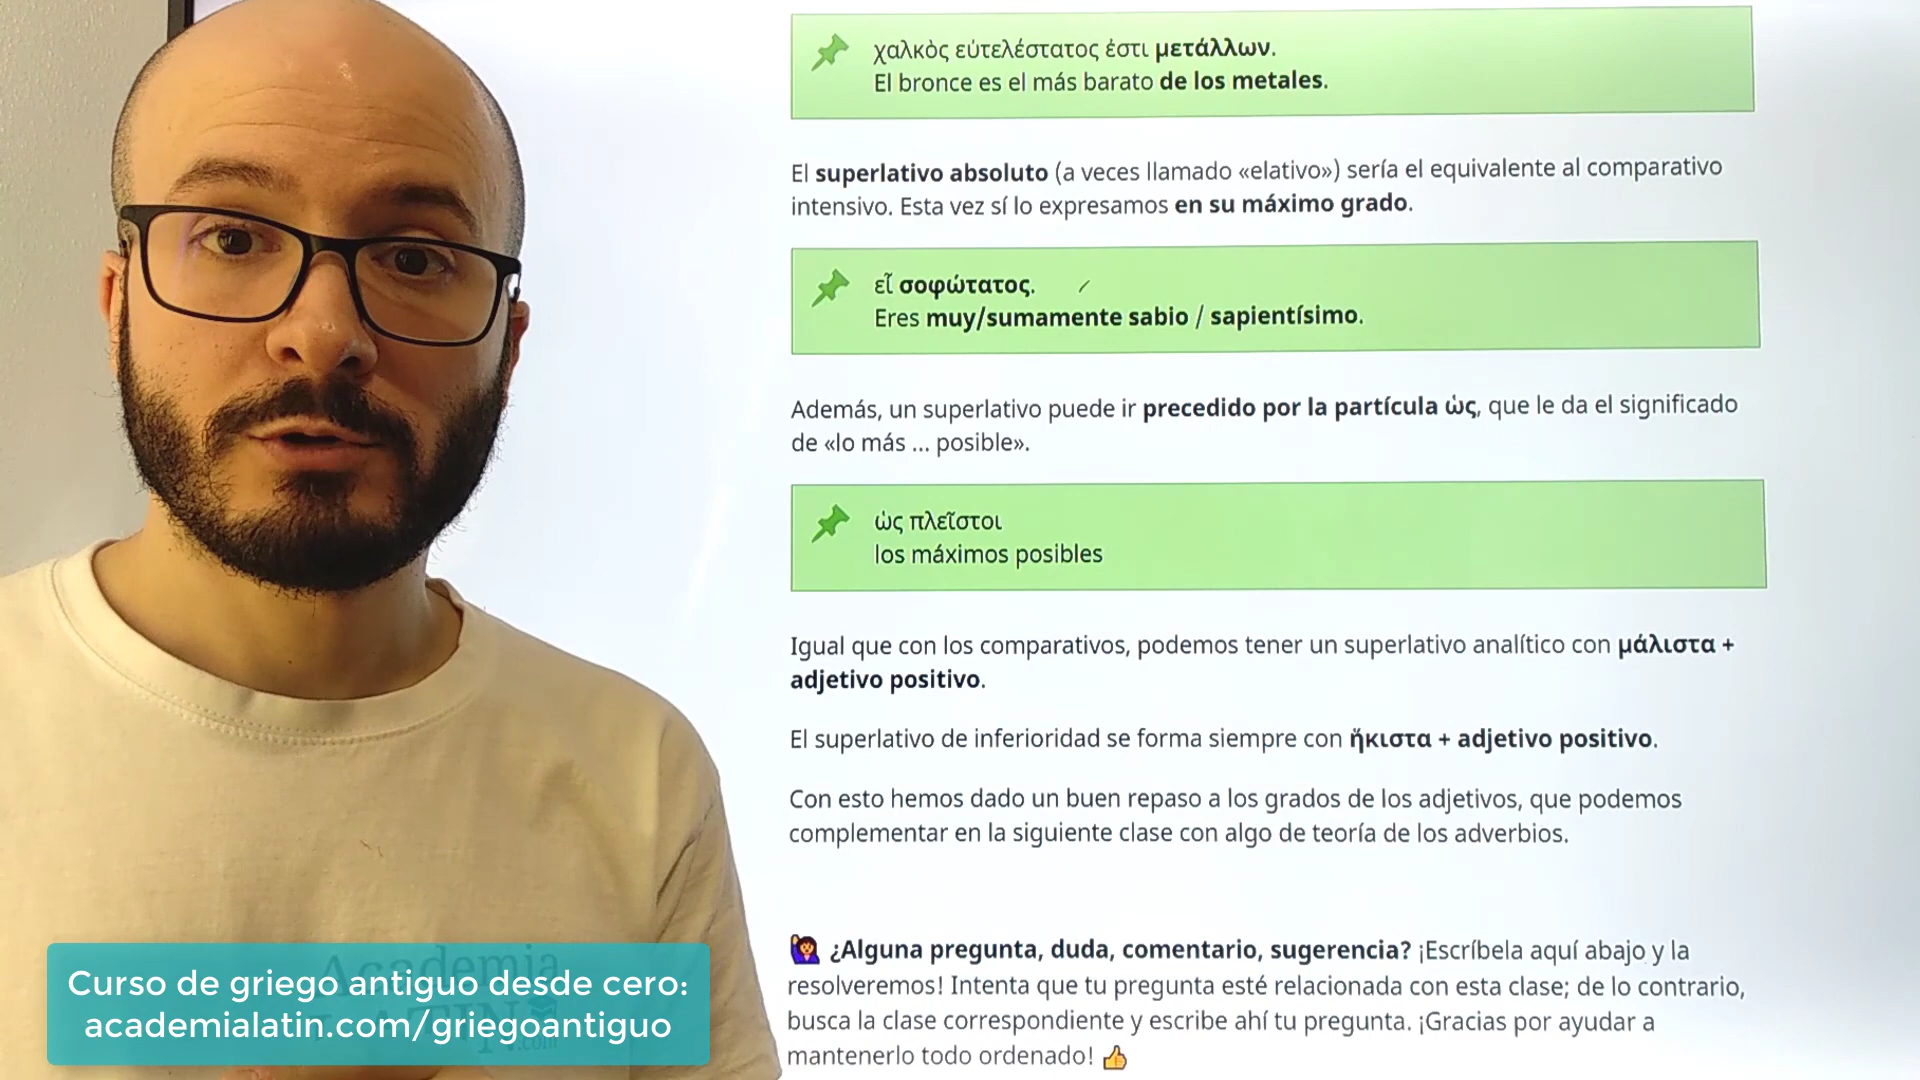 χαλκὸς εὐτελέστατος ἐστι μετάλλων.
El bronce es el más barato de los metales.
El superlativo absoluto (a veces llamado «elativo») sería el equivalente al comparativo
intensivo. Esta vez sí lo expresamos en su máximo grado.
εἶ σοφώτατος.
Eres muy/sumamente sabio / sapientísimo.
Además, un superlativo puede ir precedido por la partícula ὡς, que le da el significado
de «lo más ... posible».
ὡς πλεῖστοι
los máximos posibles
Igual que con los comparativos, podemos tener un superlativo analítico con μάλιστα +
adjetivo positivo.
El superlativo de inferioridad se forma siempre con ἥκιστα + adjetivo positivo.
Con esto hemos dado un buen repaso a los grados de los adjetivos, que podemos
complementar en la siguiente clase con algo de teoría de los adverbios.
¿Alguna pregunta, duda, comentario, sugerencia? ¡Escríbela aquí abajo y la
resolveremos! Intenta que tu pregunta esté relacionada con esta clase; de lo contrario,
busca la clase correspondiente y escribe ahí tu pregunta. ¡Gracias por ayudar a
mantenerlo todo ordenado!
Academia
LATIN
.com
Curso de griego antiguo desde cero:
academialatin.com/griegoantiguo